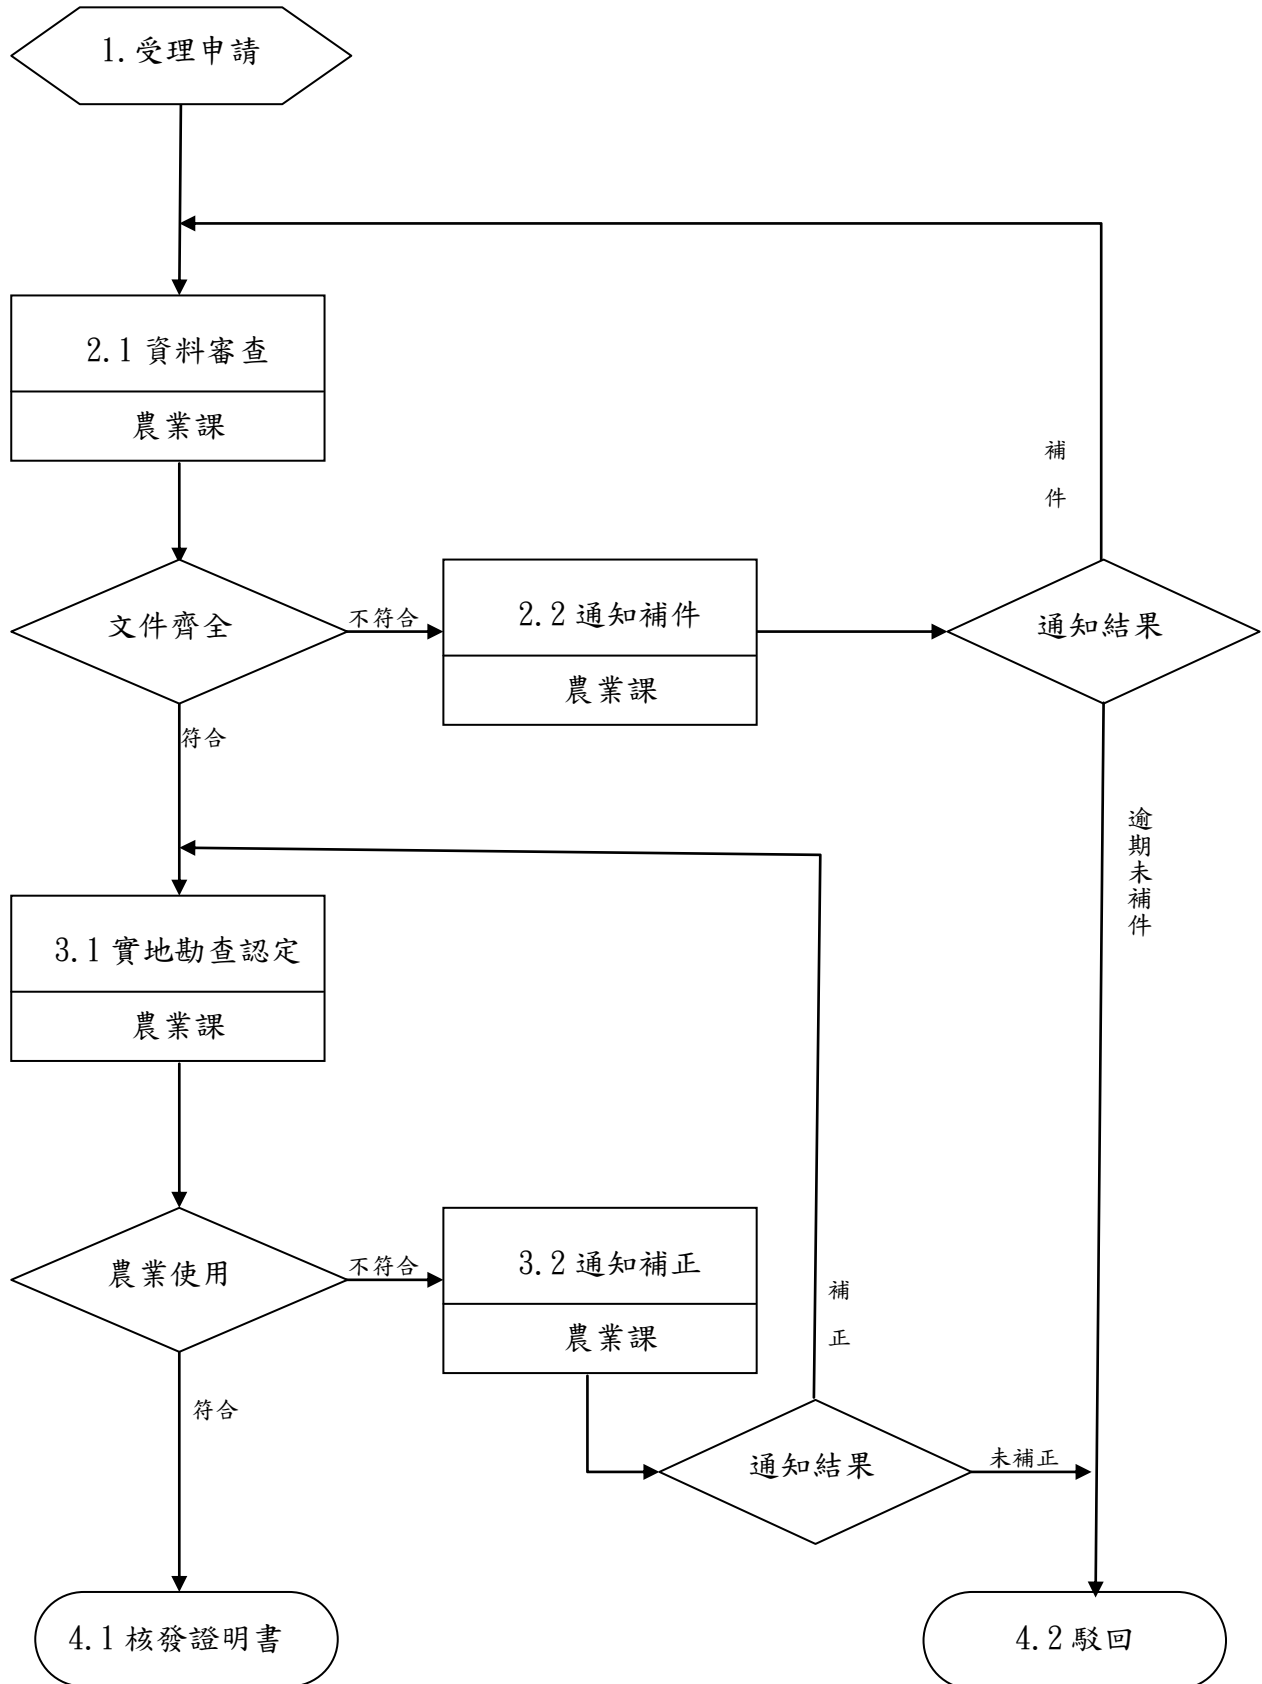 1.受理申請
2.1 資料審查
農業課
補
件
文件齊全
不符合
2.2 通知補件
農業課
通知結果
符合
逾
期
未
補
件
3.1 實地勘查認定
農業課
農業使用
不符合
3.2 通知補正
農業課
補
正
符合
通知結果
未補正
4.1 核發證明書
4.2 駁回